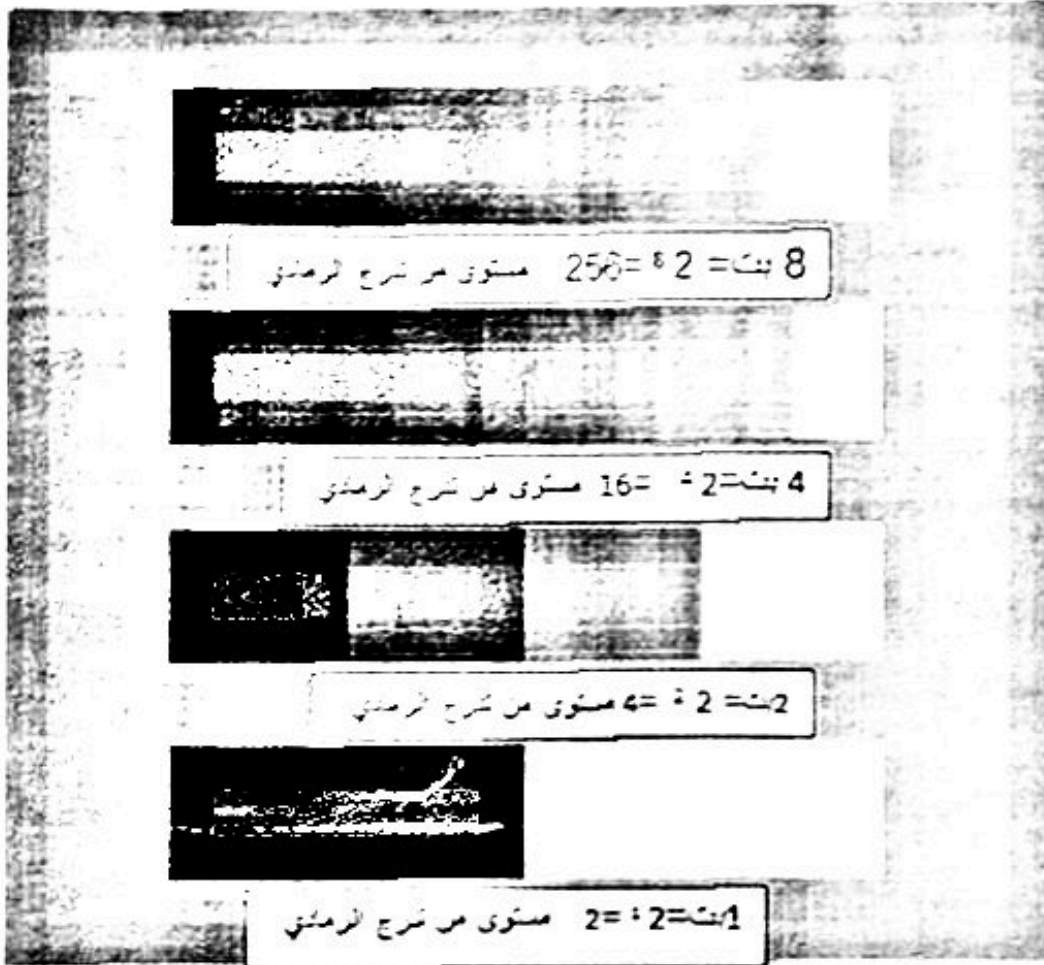 8 بت= 2 8 =256 مستوى من تدرج الرمادي
4 بت=2 4 =16 مستوى من تدرج الرمادي
2بت= 2 2 =4 مستوى من تدرج الرمادي
1بت=2 1 =2 مستوى من تدرج الرمادي